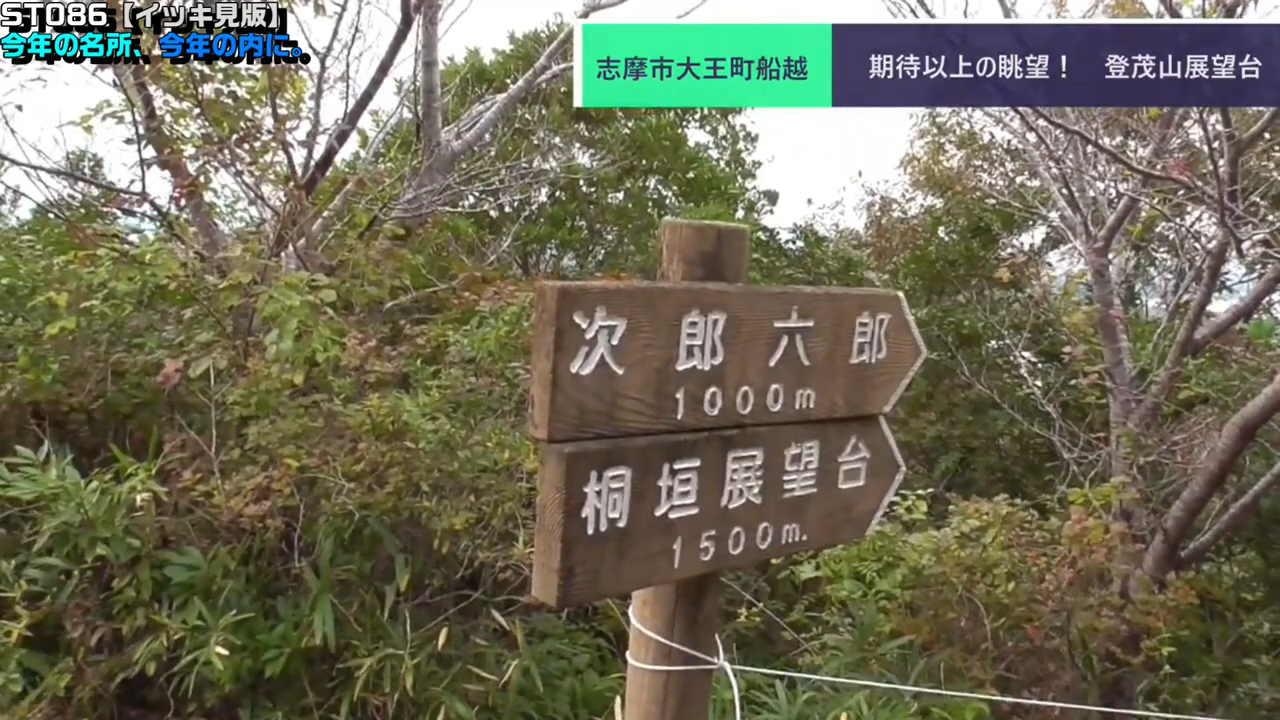 ST086【イツキ見版】
今年の名所、今年の内に。
志摩市大王町船越
期待以上の眺望！　登茂山展望台
次郎六郎
1000m
桐垣展望台
1500m.